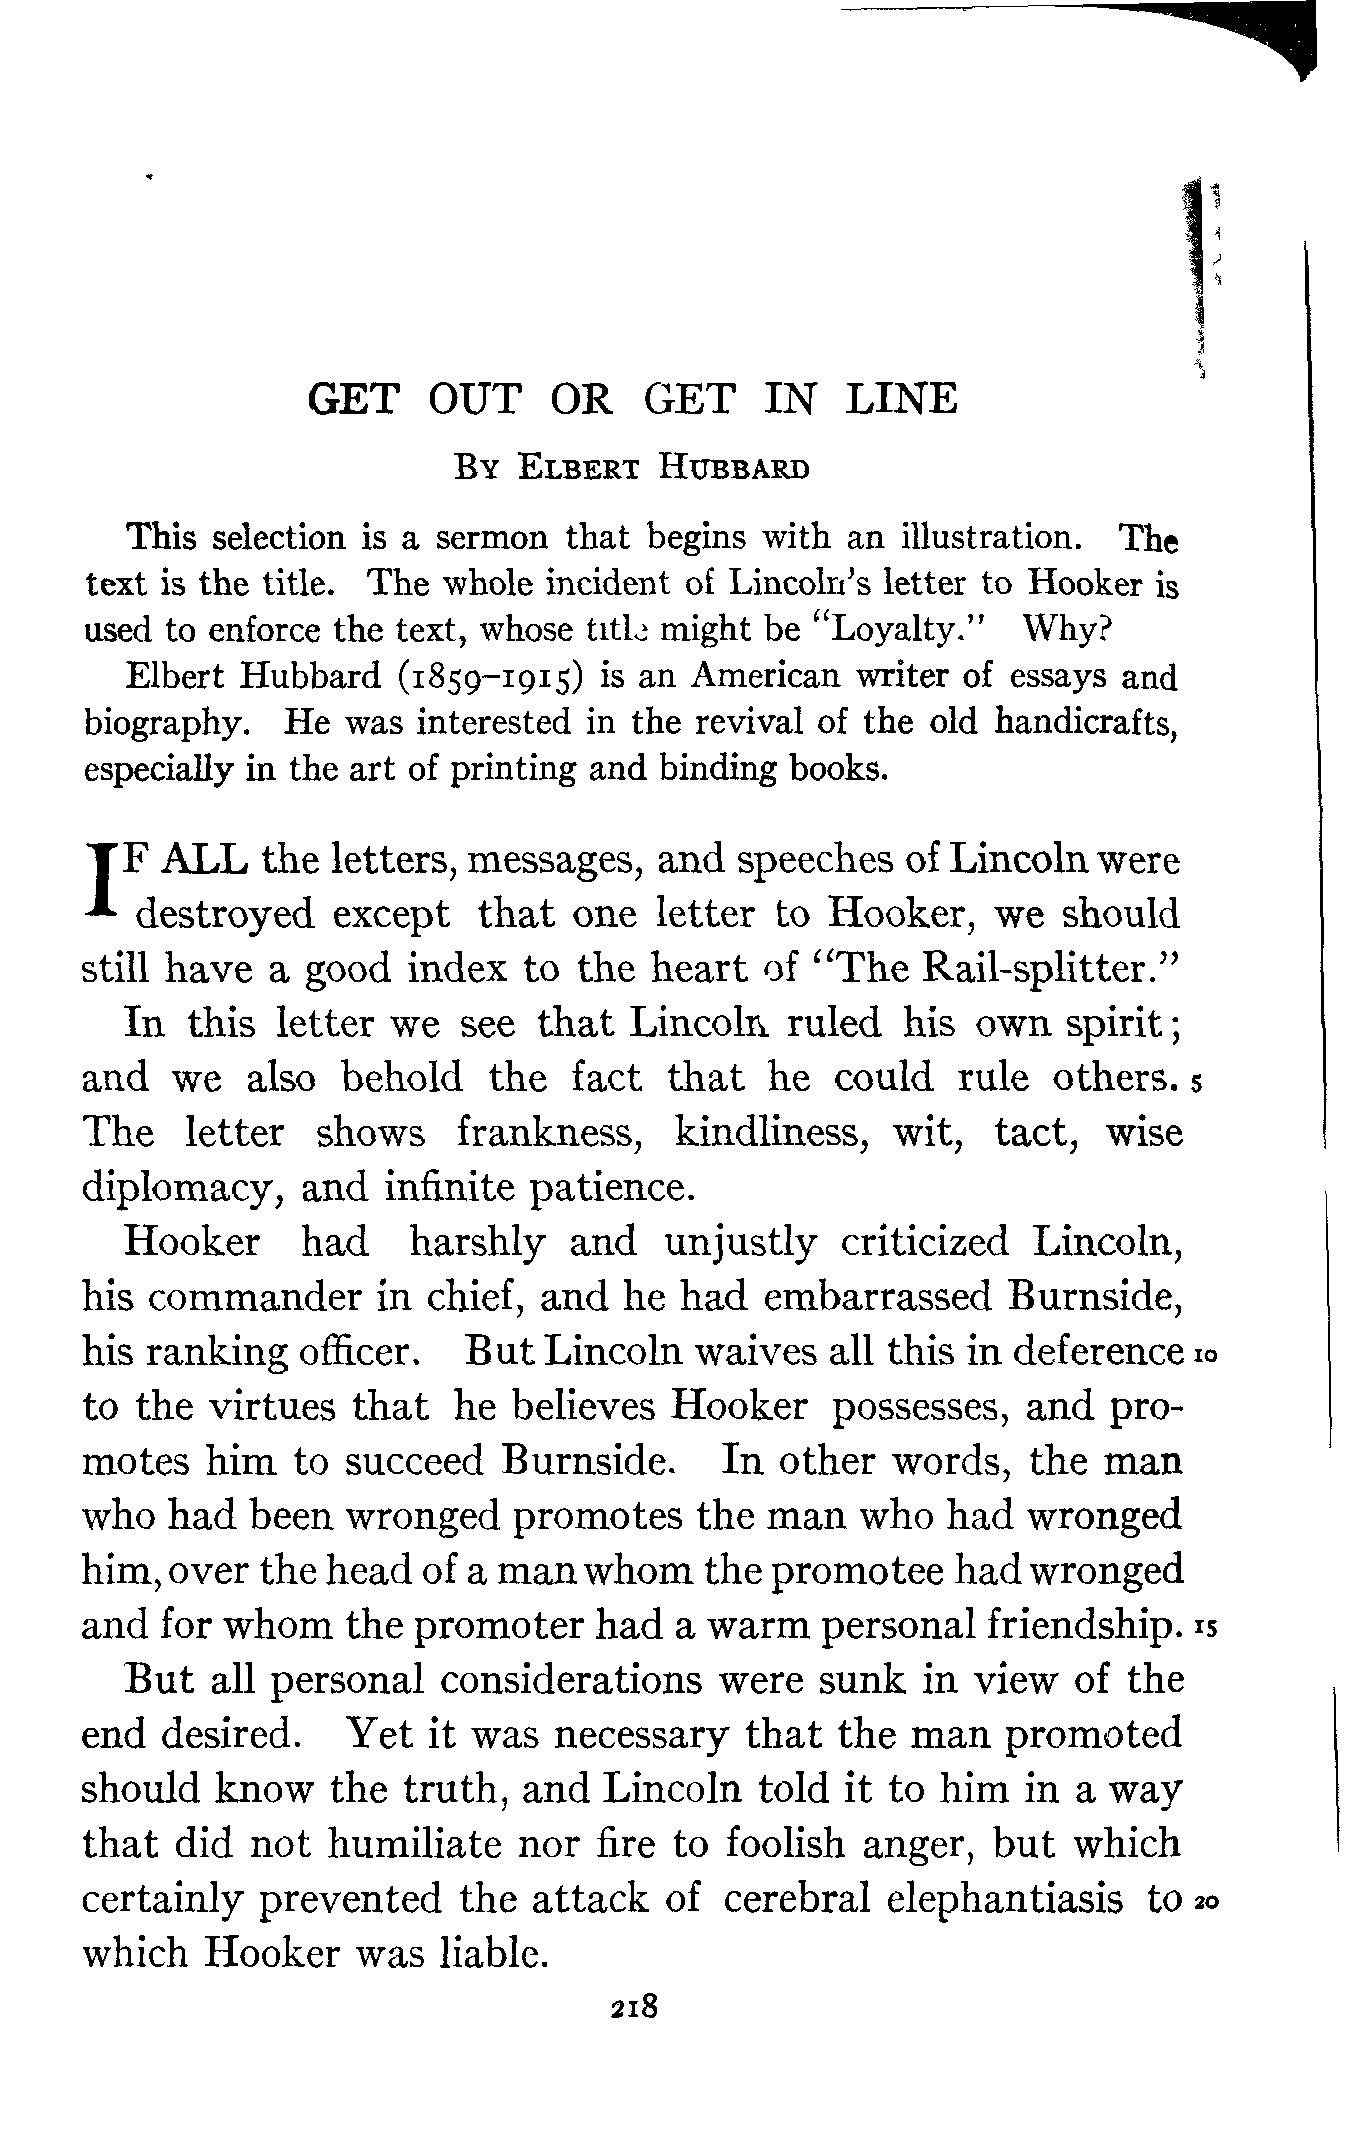 GET OUT OR GET IN LINE
BY ELBERT HUBBARD
This selection is a sermon that begins with an illustration. The
text is the title. The whole incident of Lincoln's letter to Hooker is
used to enforce the text, whose title might be "Loyalty." Why?
Elbert Hubbard (1859–1915) is an American writer of essays and
biography. He was interested in the revival of the old handicrafts,
especially in the art of printing and binding books.
IF ALL the letters, messages, and speeches of Lincoln were
destroyed except that one letter to Hooker, we should
still have a good index to the heart of "The Rail-splitter."
In this letter we see that Lincoln ruled his own spirit;
and we also behold the fact that he could rule others. 5
The letter shows frankness, kindliness, wit, tact, wise
diplomacy, and infinite patience.
Hooker had harshly and unjustly criticized Lincoln,
his commander in chief, and he had embarrassed Burnside,
his ranking officer. But Lincoln waives all this in deference 10
to the virtues that he believes Hooker possesses, and pro-
motes him to succeed Burnside. In other words, the man
who had been wronged promotes the man who had wronged
him, over the head of a man whom the promotee had wronged
and for whom the promoter had a warm personal friendship. 15
But all personal considerations were sunk in view of the
end desired. Yet it was necessary that the man promoted
should know the truth, and Lincoln told it to him in a way
that did not humiliate nor fire to foolish anger, but which
certainly prevented the attack of cerebral elephantiasis to 20
which Hooker was liable.
218